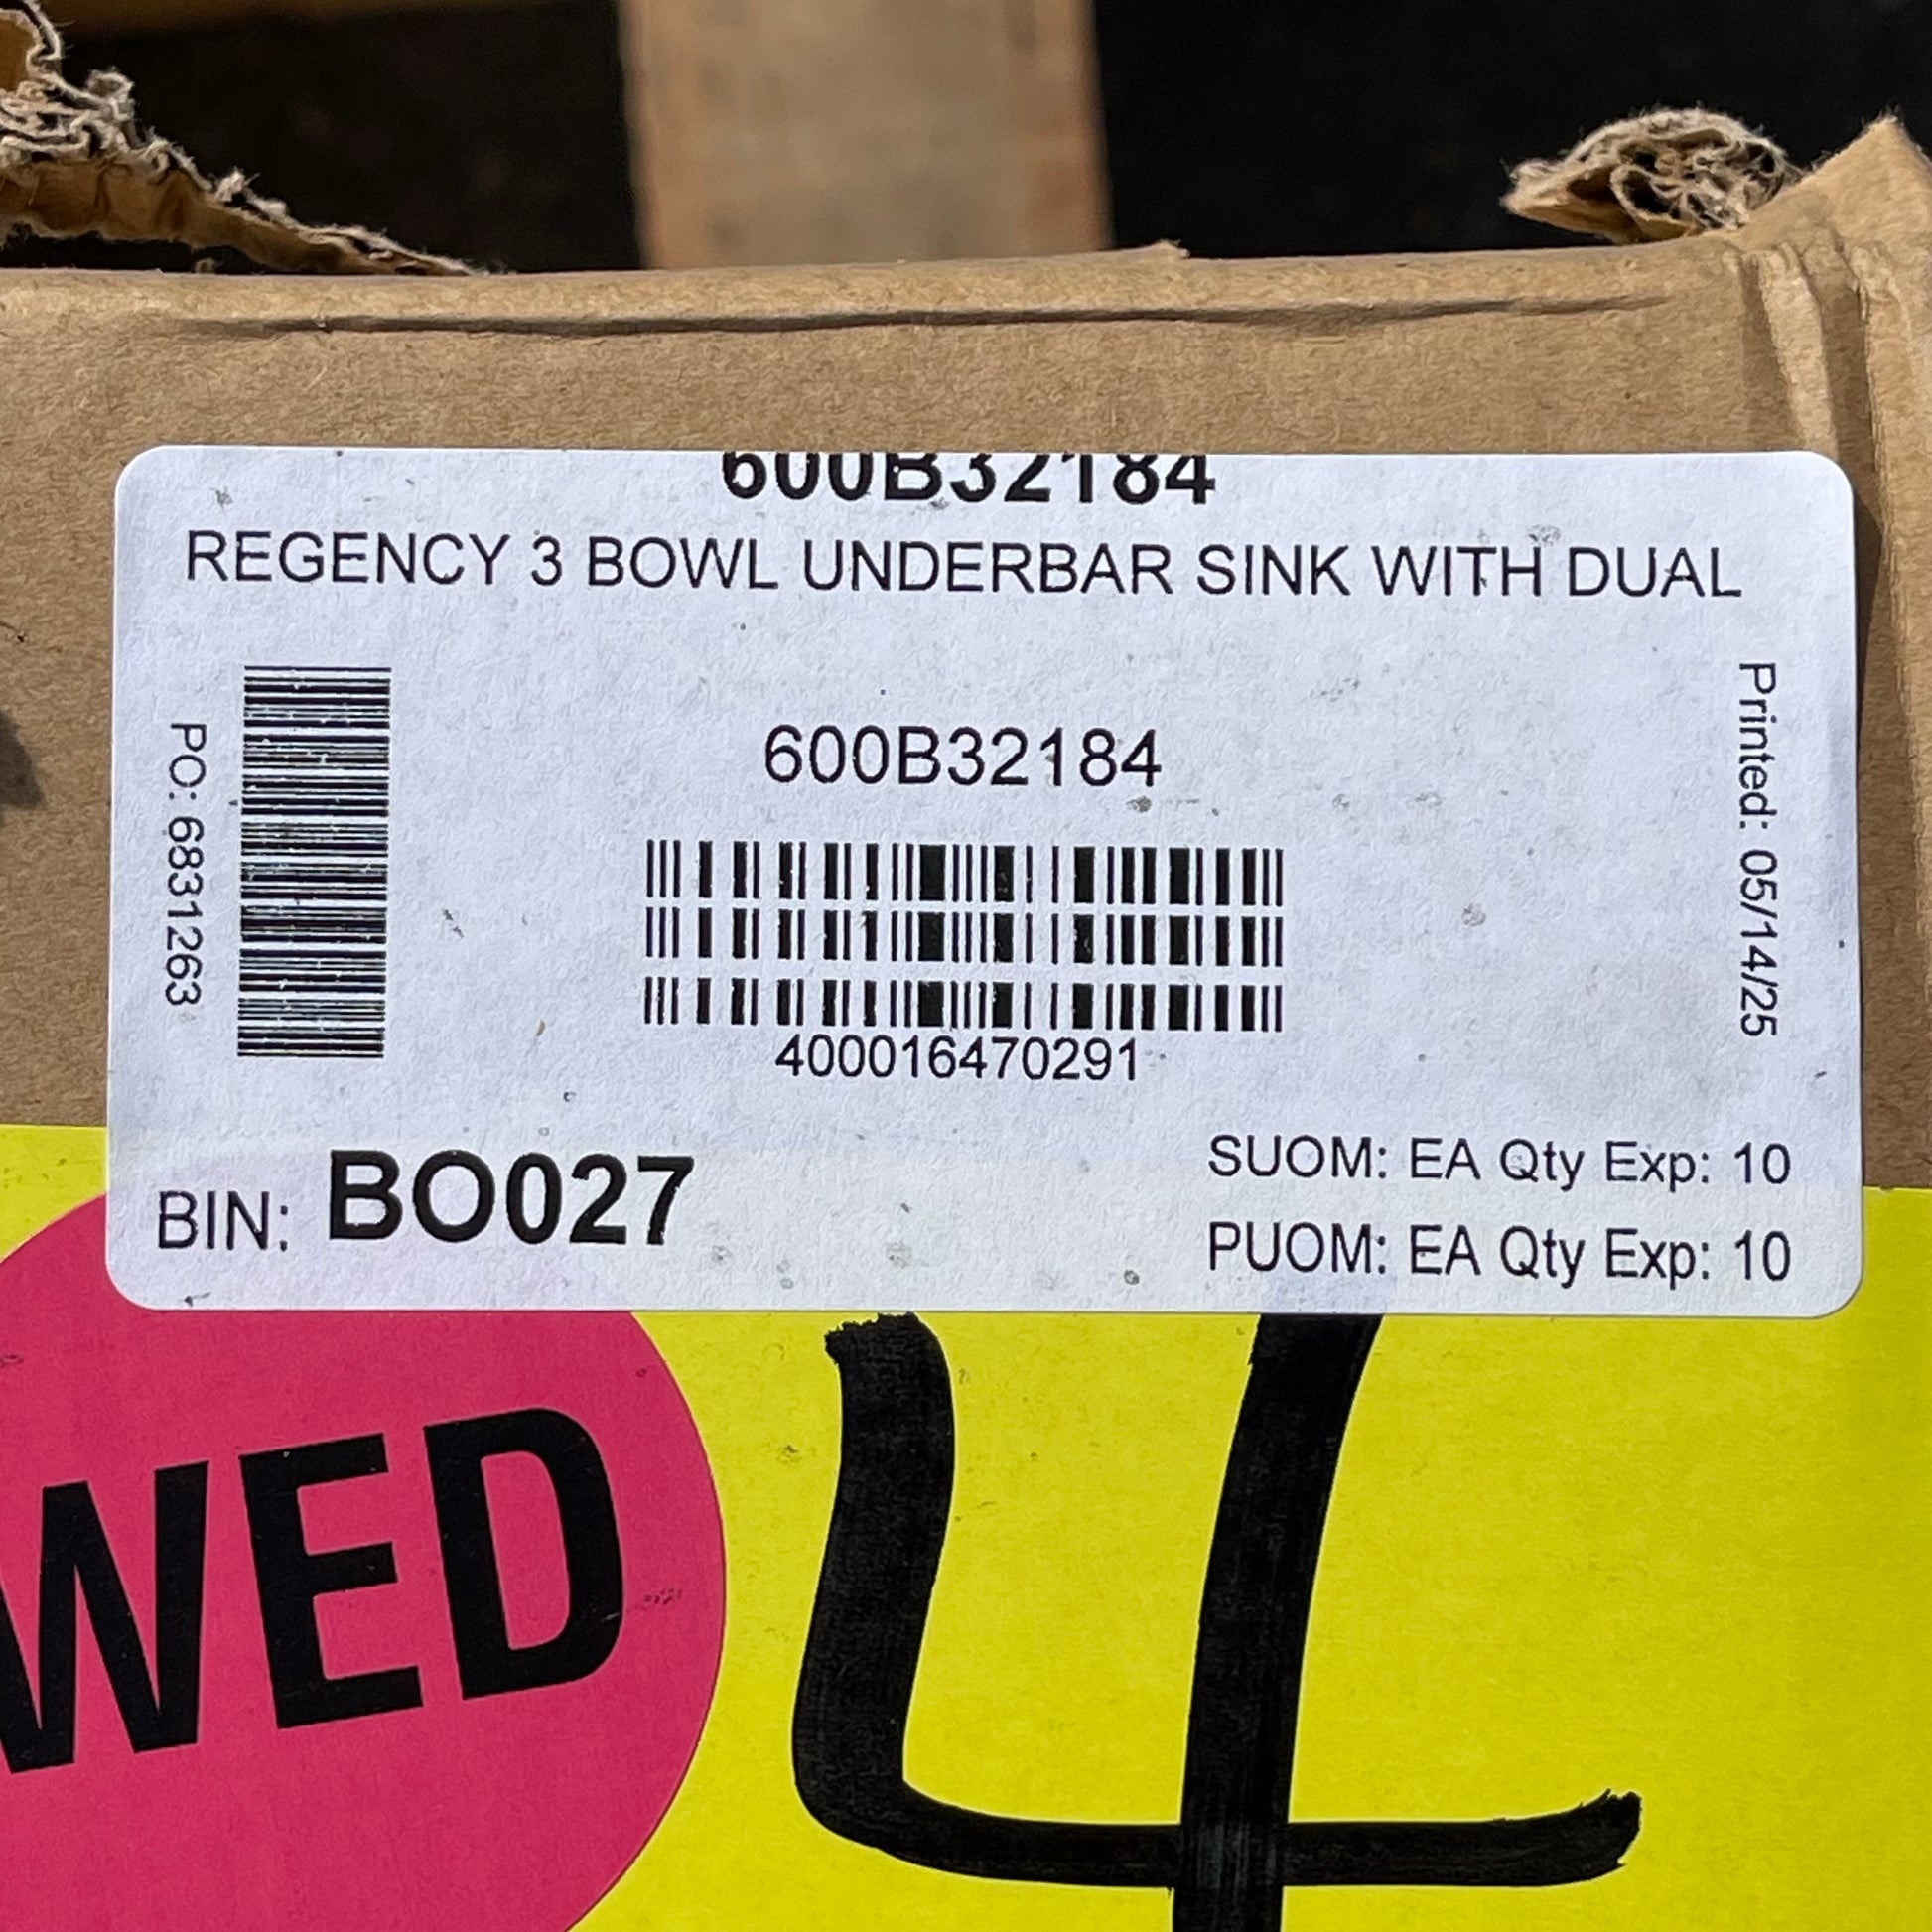 600B32184
REGENCY 3 BOWL UNDERBAR SINK WITH DUAL
PO: 6831263
600B32184
400016470291
Printed: 05/14/25
BIN: BO027
SUOM: EA Qty Exp: 10
PUOM: EA Qty Exp: 10
WED
4